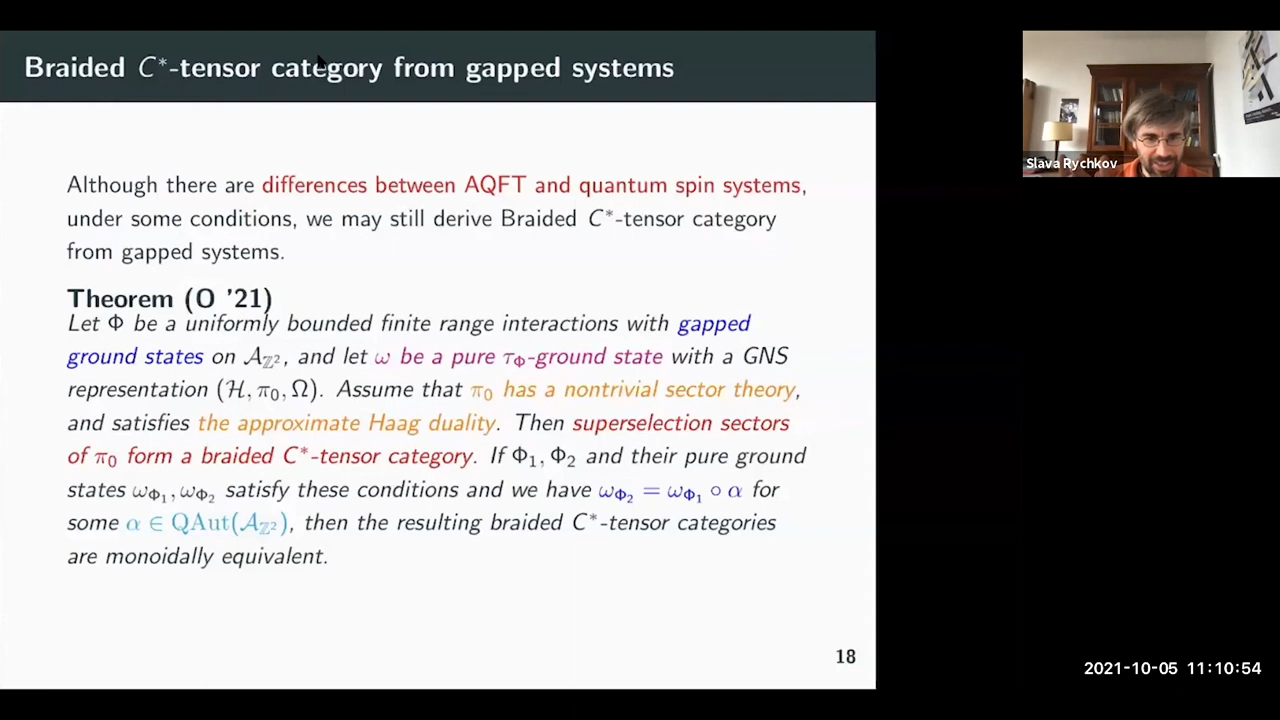 Braided C*-tensor category from gapped systems
Although there are differences between AQFT and quantum spin systems,
under some conditions, we may still derive Braided C*-tensor category
from gapped systems.
Theorem (O '21)
Let Φ be a uniformly bounded finite range interactions with gapped
ground states on 𝒜_{ℤ²}, and let ω be a pure τ_Φ-ground state with a GNS
representation (ℋ, π₀, Ω). Assume that π₀ has a nontrivial sector theory,
and satisfies the approximate Haag duality. Then superselection sectors
of π₀ form a braided C*-tensor category. If Φ₁, Φ₂ and their pure ground
states ω_{Φ₁}, ω_{Φ₂} satisfy these conditions and we have ω_{Φ₂} = ω_{Φ₁} ∘ α for
some α ∈ QAut(𝒜_{ℤ²}), then the resulting braided C*-tensor categories
are monoidally equivalent.
18
Slava Rychkov
2021-10-05 11:10:54